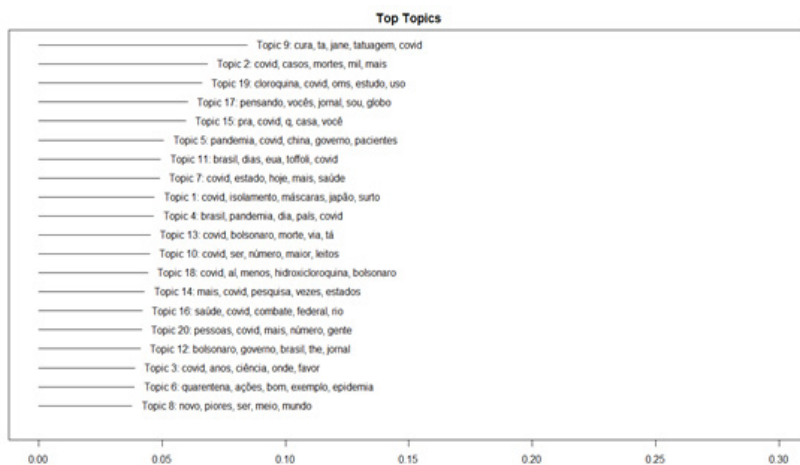 Top Topics
Topic 9: cura, ta, jane, tatuagem, covid
Topic 2: covid, casos, mortes, mil, mais
Topic 19: cloroquina, covid, oms, estudo, uso
Topic 17: pensando, vocês, jornal, sou, globo
Topic 15: pra, covid, q, casa, você
Topic 5: pandemia, covid, china, governo, pacientes
Topic 11: brasil, dias, eua, toffoli, covid
Topic 7: covid, estado, hoje, mais, saúde
Topic 1: covid, isolamento, máscaras, japão, surto
Topic 4: brasil, pandemia, dia, país, covid
Topic 13: covid, bolsonaro, morte, via, tá
Topic 10: covid, ser, número, maior, leitos
Topic 18: covid, aí, menos, hidroxicloroquina, bolsonaro
Topic 14: mais, covid, pesquisa, vezes, estados
Topic 16: saúde, covid, combate, federal, rio
Topic 20: pessoas, covid, mais, número, gente
Topic 12: bolsonaro, governo, brasil, the, jornal
Topic 3: covid, anos, ciência, onde, favor
Topic 6: quarentena, ações, bom, exemplo, epidemia
Topic 8: novo, piores, ser, meio, mundo
0.00 0.05 0.10 0.15 0.20 0.25 0.30